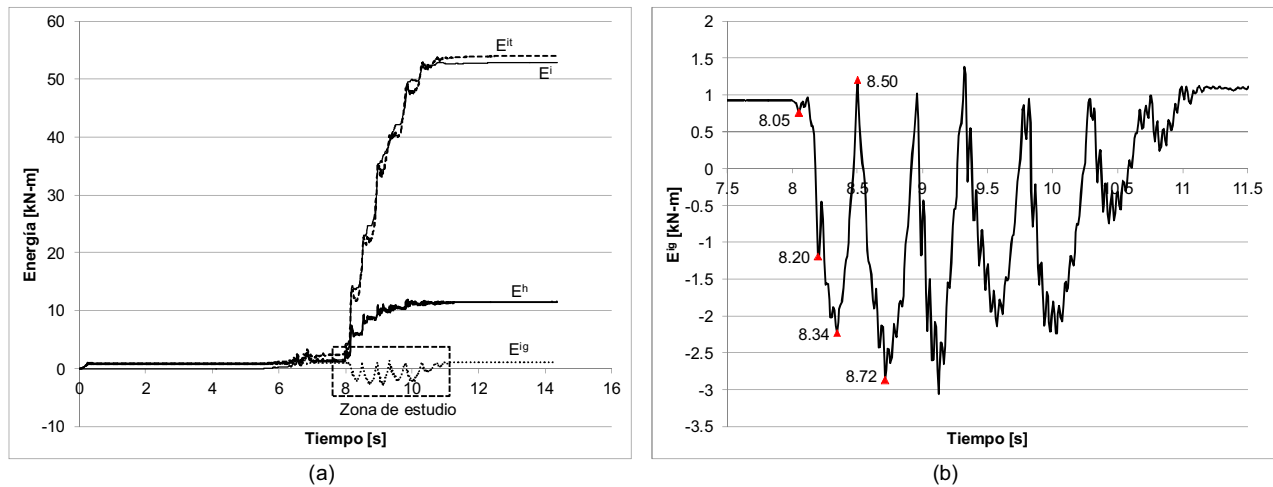 60
50
40
30
20
10
0
-10
0 2 4 6 8 10 12 14 16
Energía [kN-m]
Tiempo [s]
E^it
E^i
E^h
E^ig
Zona de estudio
(a)
2
1.5
1
0.5
0
-0.5
-1
-1.5
-2
-2.5
-3
-3.5
7.5 8 8.5 9 9.5 10 10.5 11 11.5
E^ig [kN-m]
Tiempo [s]
8.05
8.20
8.34
8.50
8.72
(b)